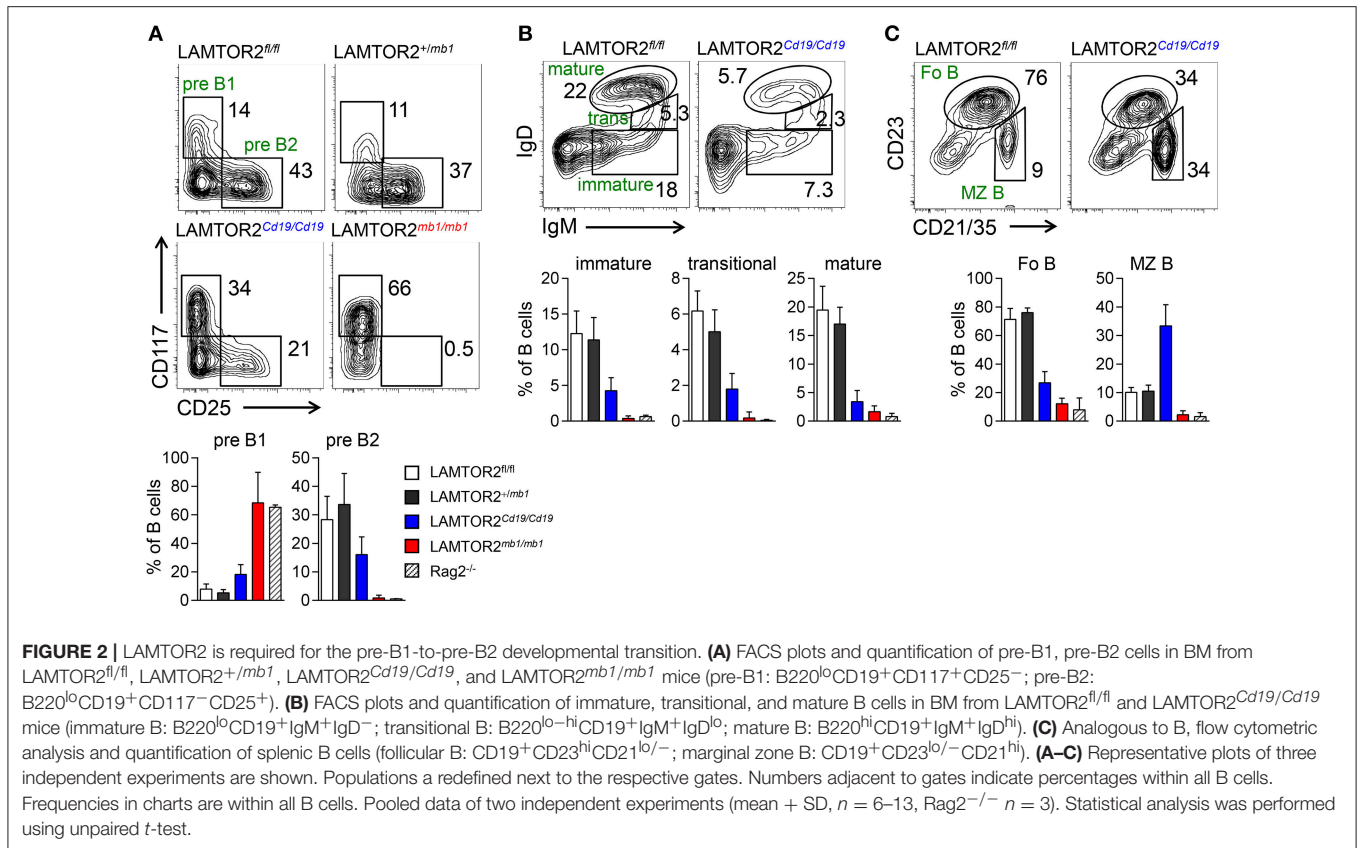 A
LAMTOR2fl/fl
LAMTOR2+/mb1
pre B1
14
pre B2
43
11
37
LAMTOR2Cd19/Cd19
LAMTOR2mb1/mb1
34
21
66
0.5
CD117
CD25
pre B1
pre B2
% of B cells
100
80
60
40
20
0
50
40
30
20
10
0
LAMTOR2fl/fl
LAMTOR2+/mb1
LAMTOR2Cd19/Cd19
LAMTOR2mb1/mb1
Rag2-/-
B
LAMTOR2fl/fl
LAMTOR2Cd19/Cd19
mature
22
5.3
trans
immature
18
5.7
2.3
7.3
IgD
IgM
immature
transitional
mature
% of B cells
20
15
10
5
0
8
6
4
2
0
25
20
15
10
5
0
C
LAMTOR2fl/fl
LAMTOR2Cd19/Cd19
Fo B
76
9
MZ B
34
34
CD23
CD21/35
Fo B
MZ B
% of B cells
100
80
60
40
20
0
50
40
30
20
10
0
FIGURE 2 | LAMTOR2 is required for the pre-B1-to-pre-B2 developmental transition. (A) FACS plots and quantification of pre-B1, pre-B2 cells in BM from
LAMTOR2fl/fl, LAMTOR2+/mb1, LAMTOR2Cd19/Cd19, and LAMTOR2mb1/mb1 mice (pre-B1: B220loCD19+CD117+CD25−; pre-B2:
B220loCD19+CD117−CD25+). (B) FACS plots and quantification of immature, transitional, and mature B cells in BM from LAMTOR2fl/fl and LAMTOR2Cd19/Cd19
mice (immature B: B220loCD19+IgM+IgD−; transitional B: B220lo−hiCD19+IgM+IgDlo; mature B: B220hiCD19+IgM+IgDhi). (C) Analogous to B, flow cytometric
analysis and quantification of splenic B cells (follicular B: CD19+CD23hiCD21lo/−; marginal zone B: CD19+CD23lo/−CD21hi). (A–C) Representative plots of three
independent experiments are shown. Populations a redefined next to the respective gates. Numbers adjacent to gates indicate percentages within all B cells.
Frequencies in charts are within all B cells. Pooled data of two independent experiments (mean + SD, n = 6–13, Rag2−/− n = 3). Statistical analysis was performed
using unpaired t-test.